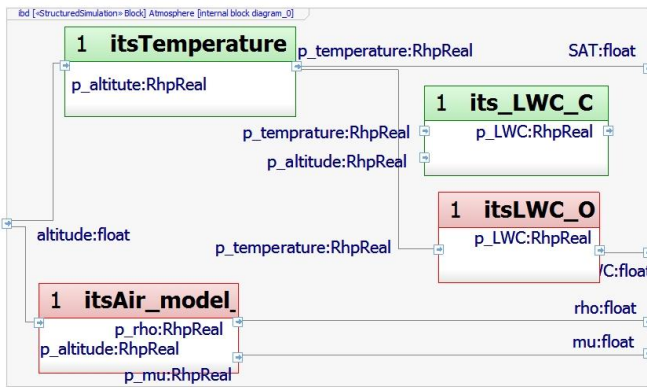 ibd [«StructuredSimulation» Block] Atmosphere [internal block diagram_0]
1 itsTemperature
p_temperature:RhpReal SAT:float
p_altitute:RhpReal
1 its_LWC_C
p_temprature:RhpReal p_LWC:RhpReal
p_altitude:RhpReal
1 itsLWC_O
altitude:float p_LWC:RhpReal
p_temperature:RhpReal
/C:float
1 itsAir_model_
rho:float
p_rho:RhpReal
mu:float
p_altitude:RhpReal
p_mu:RhpReal